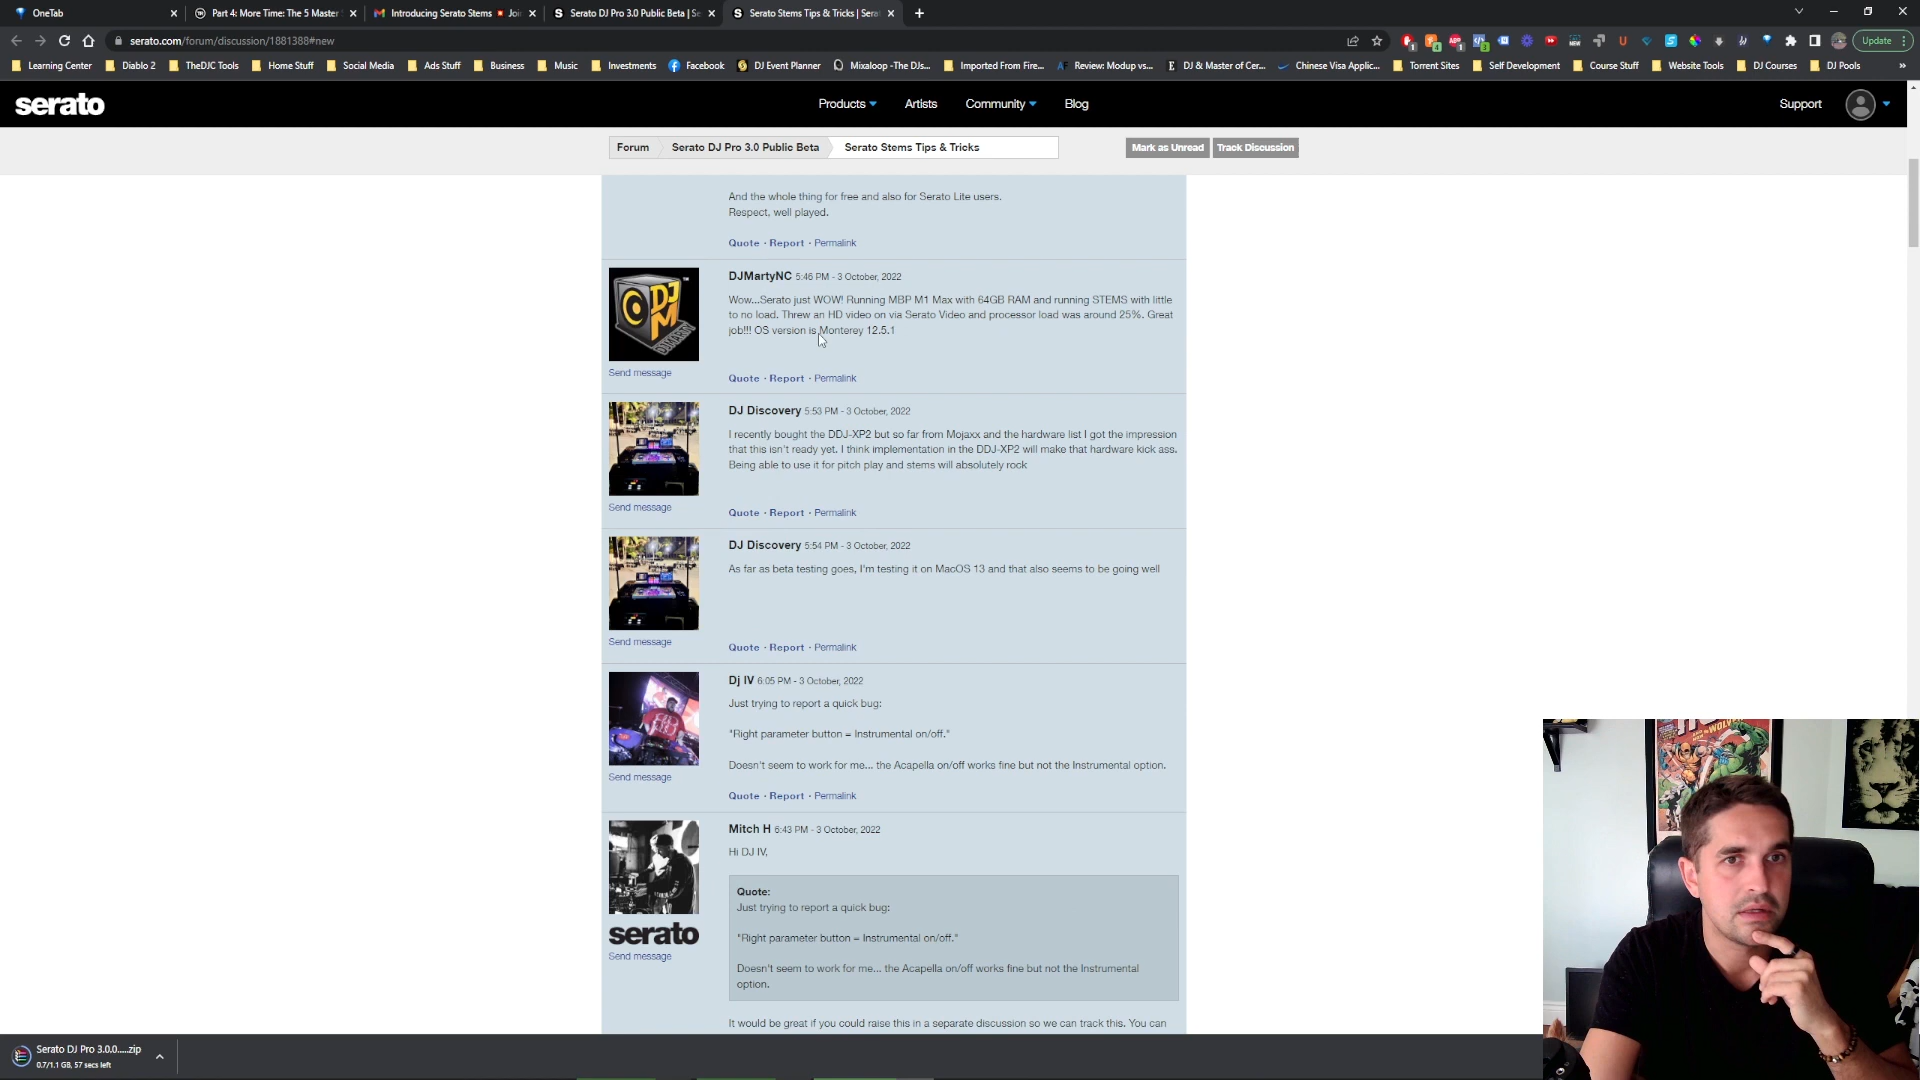 OneTab
Part 4: More Time: The 5 Master
Introducing Serato Stems
Serato DJ Pro 3.0 Public Beta | Se
Serato Stems Tips & Tricks | Sera
serato.com/forum/discussion/1881388#new
Update
Learning Center
Diablo 2
TheDJC Tools
Home Stuff
Social Media
Ads Stuff
Business
Music
Investments
Facebook
DJ Event Planner
Mixaloop -The DJs...
Imported From Fire...
Review: Modup vs...
DJ & Master of Cer...
Chinese Visa Applic...
Torrent Sites
Self Development
Course Stuff
Website Tools
DJ Courses
DJ Pools
serato
Products
Artists
Community
Blog
Support
Forum
Serato DJ Pro 3.0 Public Beta
Serato Stems Tips & Tricks
Mark as Unread
Track Discussion
And the whole thing for free and also for Serato Lite users.
Respect, well played.
Quote · Report · Permalink
DJMartyNC 5:46 PM - 3 October, 2022
Wow...Serato just WOW! Running MBP M1 Max with 64GB RAM and running STEMS with little
to no load. Threw an HD video on via Serato Video and processor load was around 25%. Great
job!!! OS version is Monterey 12.5.1
Send message
Quote · Report · Permalink
DJ Discovery 5:53 PM - 3 October, 2022
I recently bought the DDJ-XP2 but so far from Mojaxx and the hardware list I got the impression
that this isn't ready yet. I think implementation in the DDJ-XP2 will make that hardware kick ass.
Being able to use it for pitch play and stems will absolutely rock
Send message
Quote · Report · Permalink
DJ Discovery 5:54 PM - 3 October, 2022
As far as beta testing goes, I'm testing it on MacOS 13 and that also seems to be going well
Send message
Quote · Report · Permalink
Dj IV 6:05 PM - 3 October, 2022
Just trying to report a quick bug:
"Right parameter button = Instrumental on/off."
Doesn't seem to work for me... the Acapella on/off works fine but not the Instrumental option.
Send message
Quote · Report · Permalink
Mitch H 6:43 PM - 3 October, 2022
Hi DJ IV,
Quote:
Just trying to report a quick bug:
"Right parameter button = Instrumental on/off."
Doesn't seem to work for me... the Acapella on/off works fine but not the Instrumental
option.
serato
Send message
It would be great if you could raise this in a separate discussion so we can track this. You can
Serato DJ Pro 3.0.0.....zip
0.7/1.1 GB, 57 secs left